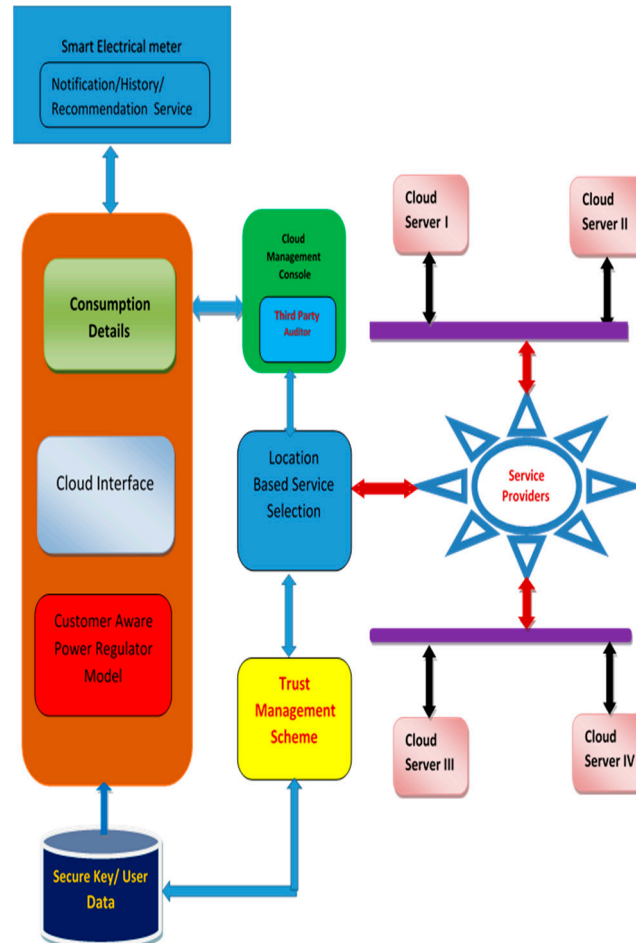 Smart Electrical meter
Notification/History/
Recommendation Service
Consumption
Details
Cloud Interface
Customer Aware
Power Regulator
Model
Secure Key/ User
Data
Cloud
Management
Console
Third Party
Auditor
Location
Based Service
Selection
Trust
Management
Scheme
Cloud
Server I
Cloud
Server II
Service
Providers
Cloud
Server III
Cloud
Server IV